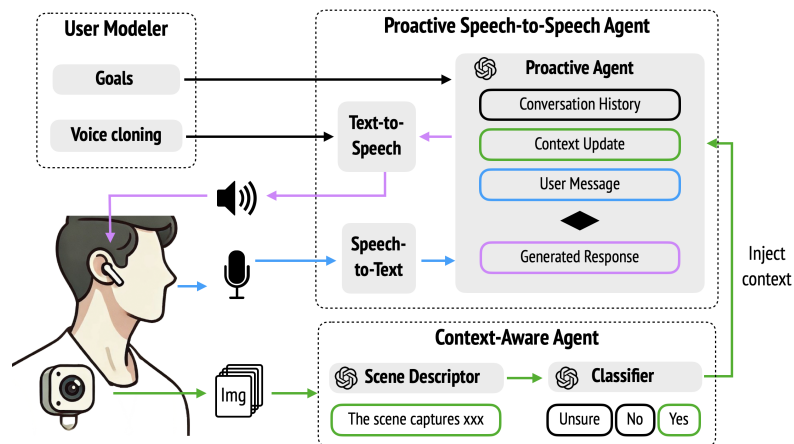 User Modeler
Goals
Voice cloning
Proactive Speech-to-Speech Agent
Proactive Agent
Conversation History
Context Update
User Message
Generated Response
Text-to-
Speech
Speech-
to-Text
Inject
context
Context-Aware Agent
Img
Scene Descriptor
The scene captures xxx
Classifier
Unsure
No
Yes